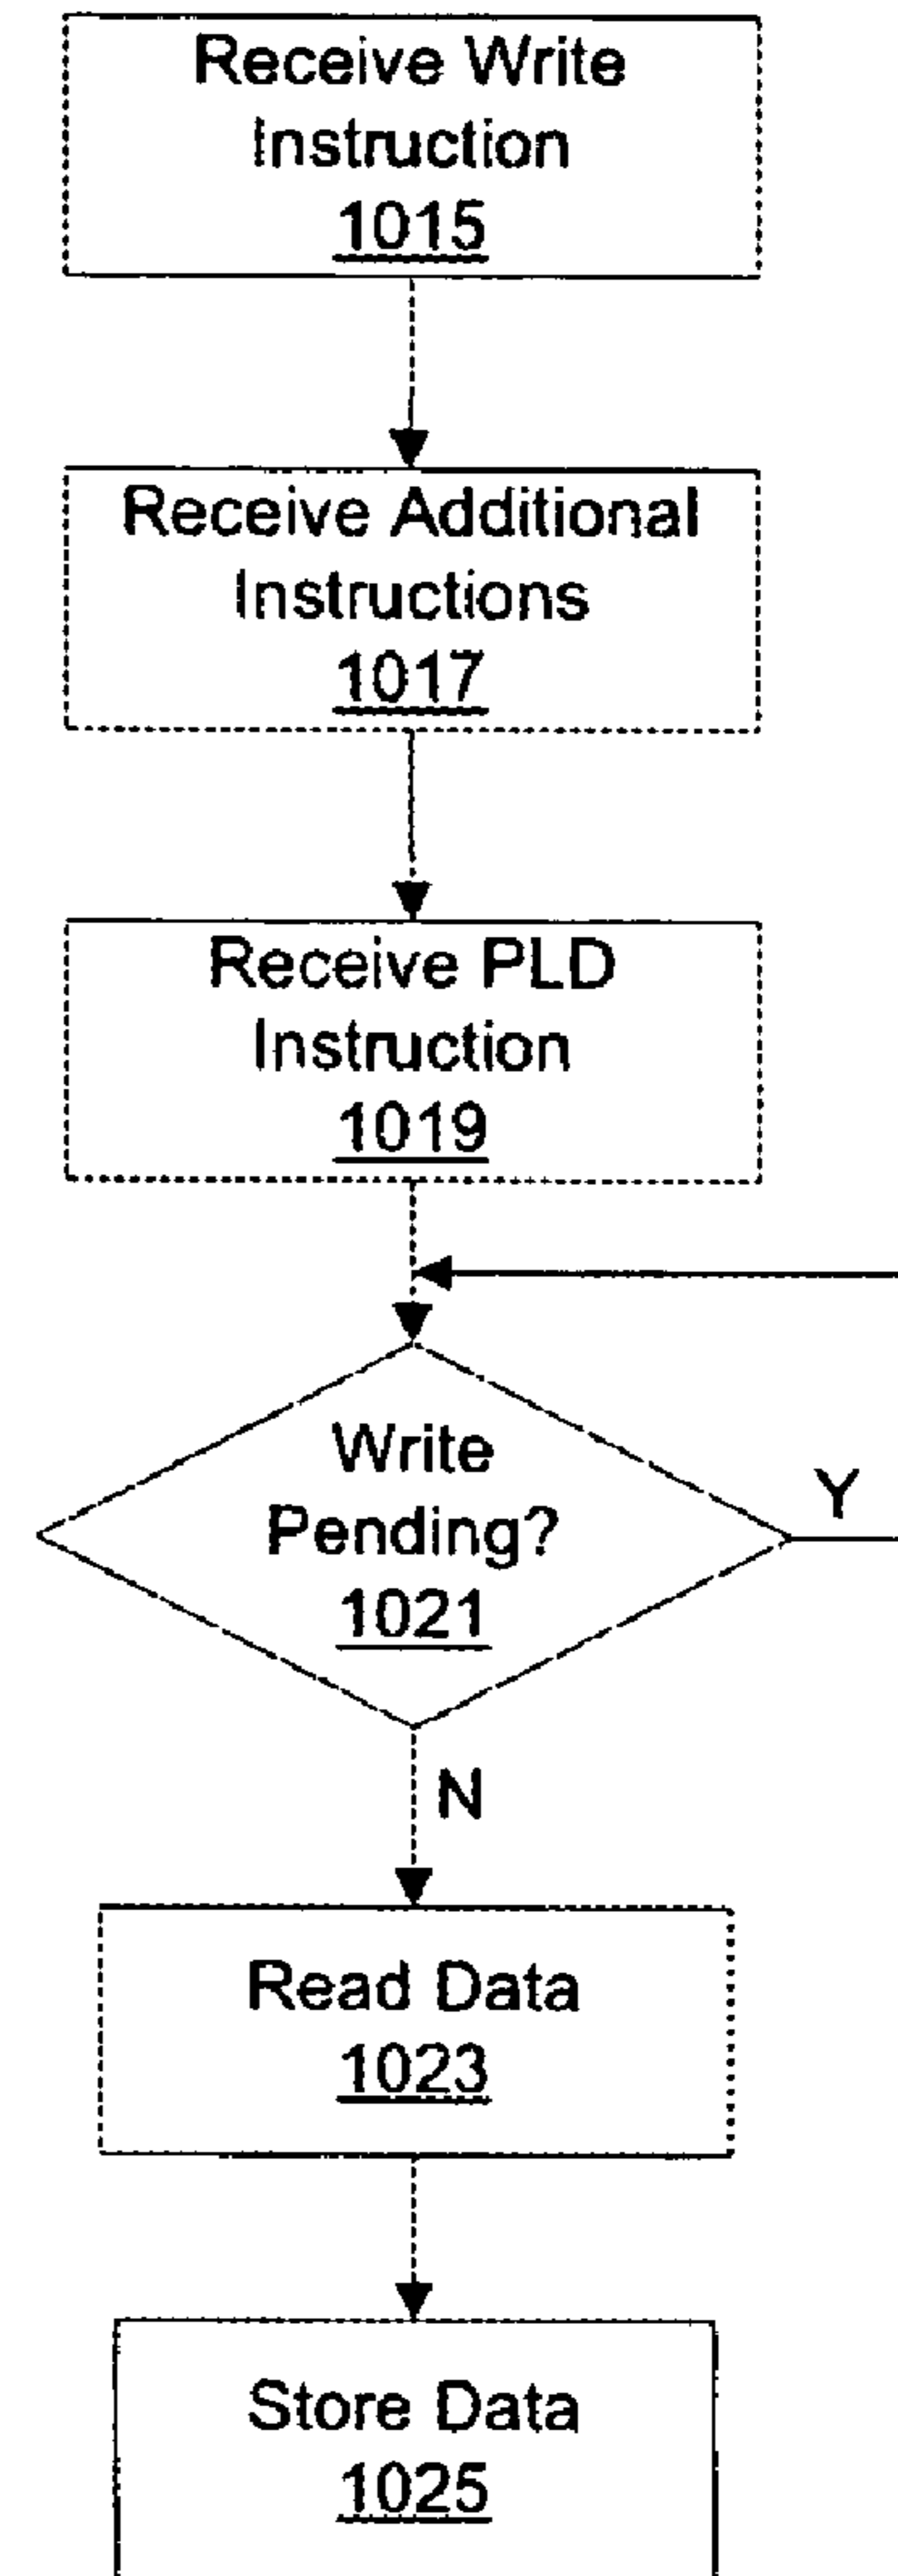 Receive Write
Instruction
1015
Receive Additional
Instructions
1017
Receive PLD
Instruction
1019
Write
Pending?
1021
Y
N
Read Data
1023
Store Data
1025